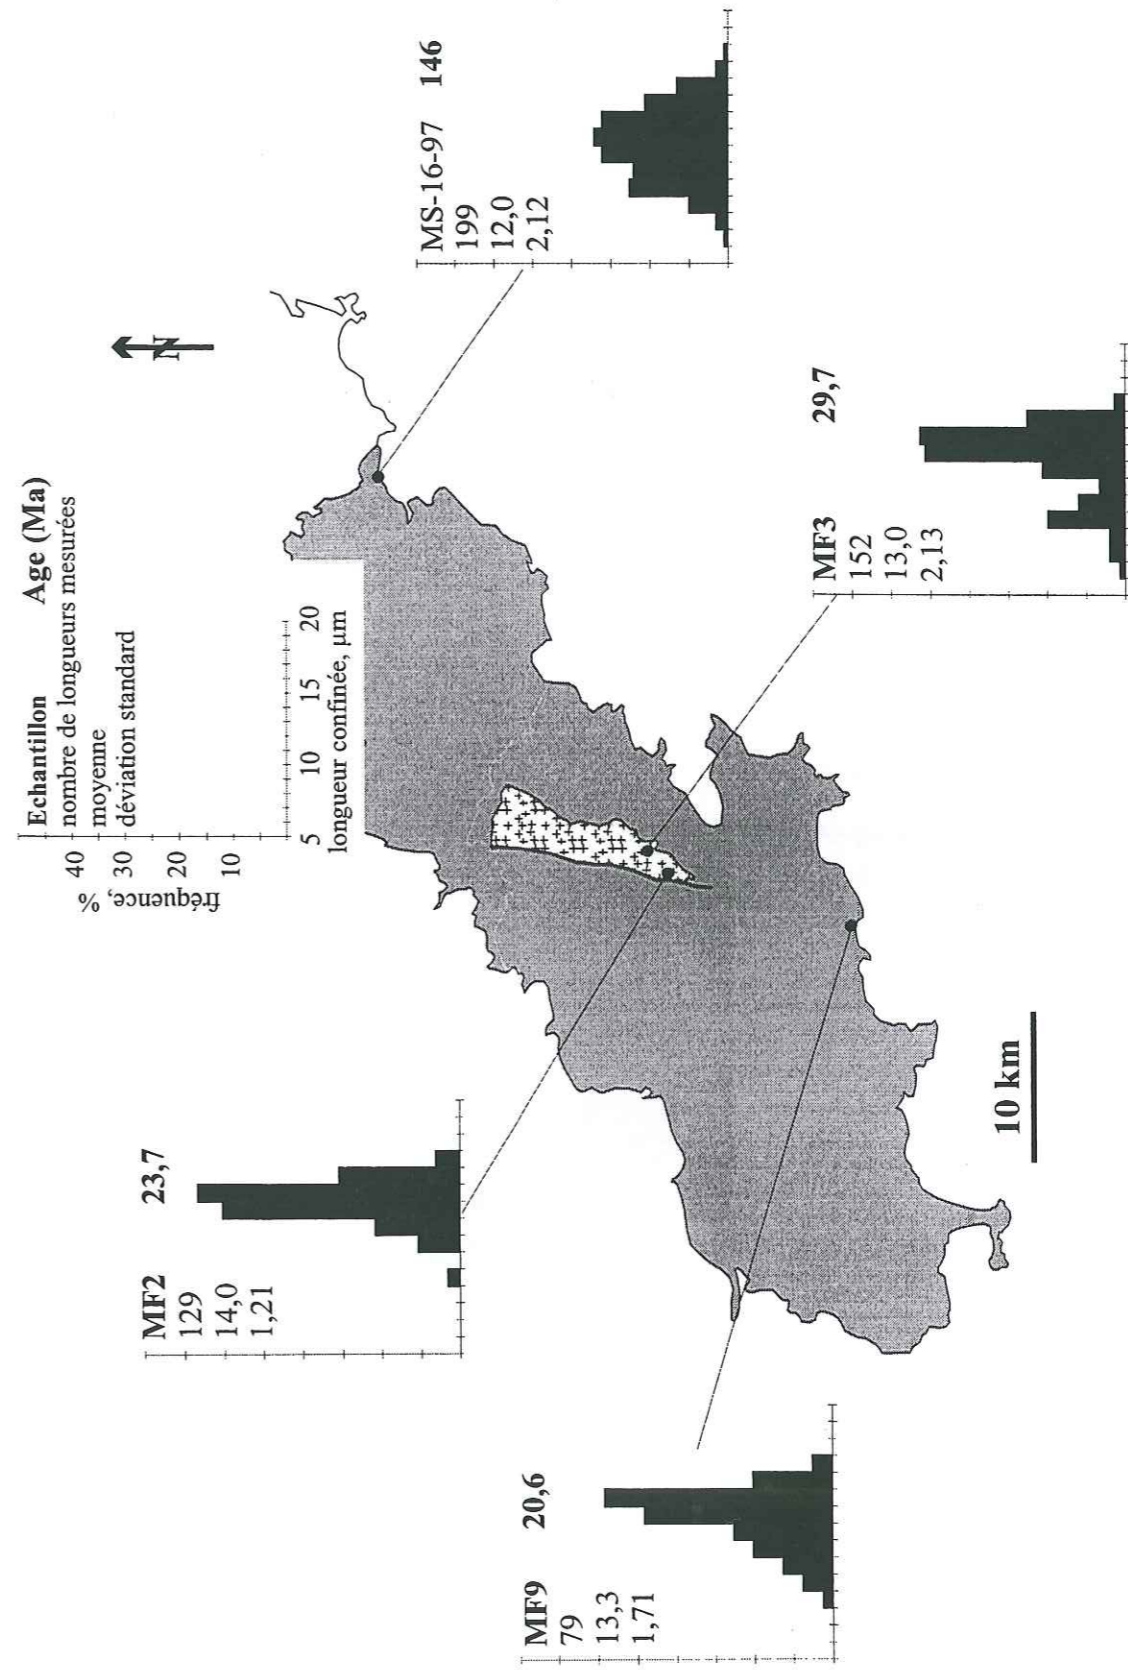 Echantillon Age (Ma)
nombre de longueurs mesurées
moyenne
déviation standard
fréquence, %
40
30
20
10
5 10 15 20
longueur confinée, µm
N
MS-16-97 146
199
12,0
2,12
MF2 23,7
129
14,0
1,21
MF3 29,7
152
13,0
2,13
MF9 20,6
79
13,3
1,71
10 km